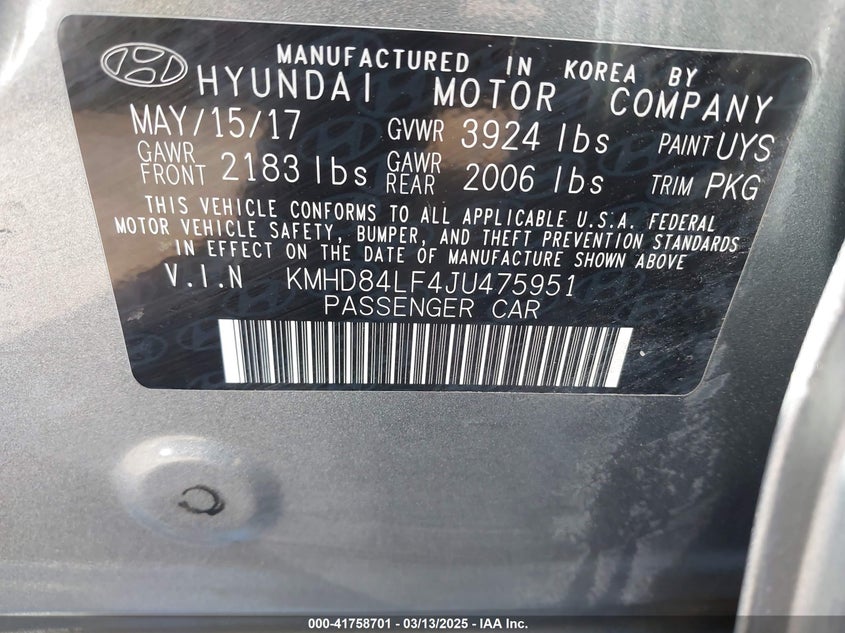 MANUFACTURED IN KOREA BY
HYUNDAI MOTOR COMPANY
MAY/15/17 GVWR 3924 lbs PAINT UYS
GAWR FRONT 2183 lbs GAWR REAR 2006 lbs TRIM PKG
THIS VEHICLE CONFORMS TO ALL APPLICABLE U.S.A. FEDERAL
MOTOR VEHICLE SAFETY, BUMPER, AND THEFT PREVENTION STANDARDS
IN EFFECT ON THE DATE OF MANUFACTURE SHOWN ABOVE
V.I.N KMHD84LF4JU475951
PASSENGER CAR
000-41758701 - 03/13/2025 - IAA Inc.